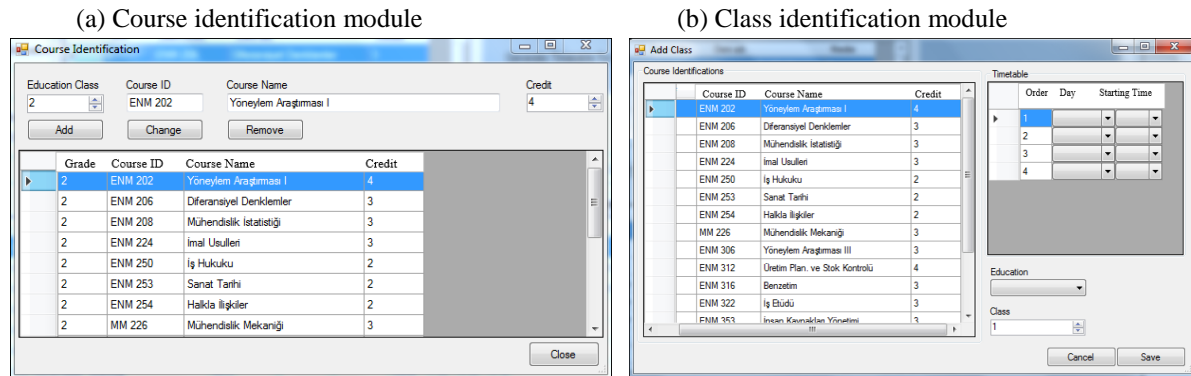 (a) Course identification module
Course Identification
Education Class Course ID Course Name Credit
2 ENM 202 Yöneylem Araştırması I 4
Add Change Remove
Grade Course ID Course Name Credit
2 ENM 202 Yöneylem Araştırması I 4
2 ENM 206 Diferansiyel Denklemler 3
2 ENM 208 Mühendislik İstatistiği 3
2 ENM 224 İmal Usulleri 3
2 ENM 250 İş Hukuku 2
2 ENM 253 Sanat Tarihi 2
2 ENM 254 Halkla İlişkiler 2
2 MM 226 Mühendislik Mekaniği 3
Close
(b) Class identification module
Add Class
Course Identifications
Course ID Course Name Credit
ENM 202 Yöneylem Araştırması I 4
ENM 206 Diferansiyel Denklemler 3
ENM 208 Mühendislik İstatistiği 3
ENM 224 İmal Usulleri 3
ENM 250 İş Hukuku 2
ENM 253 Sanat Tarihi 2
ENM 254 Halkla İlişkiler 2
MM 226 Mühendislik Mekaniği 3
ENM 306 Yöneylem Araştırması III 3
ENM 312 Üretim Plan. ve Stok Kontrolü 4
ENM 316 Benzetim 3
ENM 322 İş Etüdü 3
ENM 353 İnsan Kaynakları Yönetimi 3
Timetable
Order Day Starting Time
1
2
3
4
Education
Class
1
Cancel Save